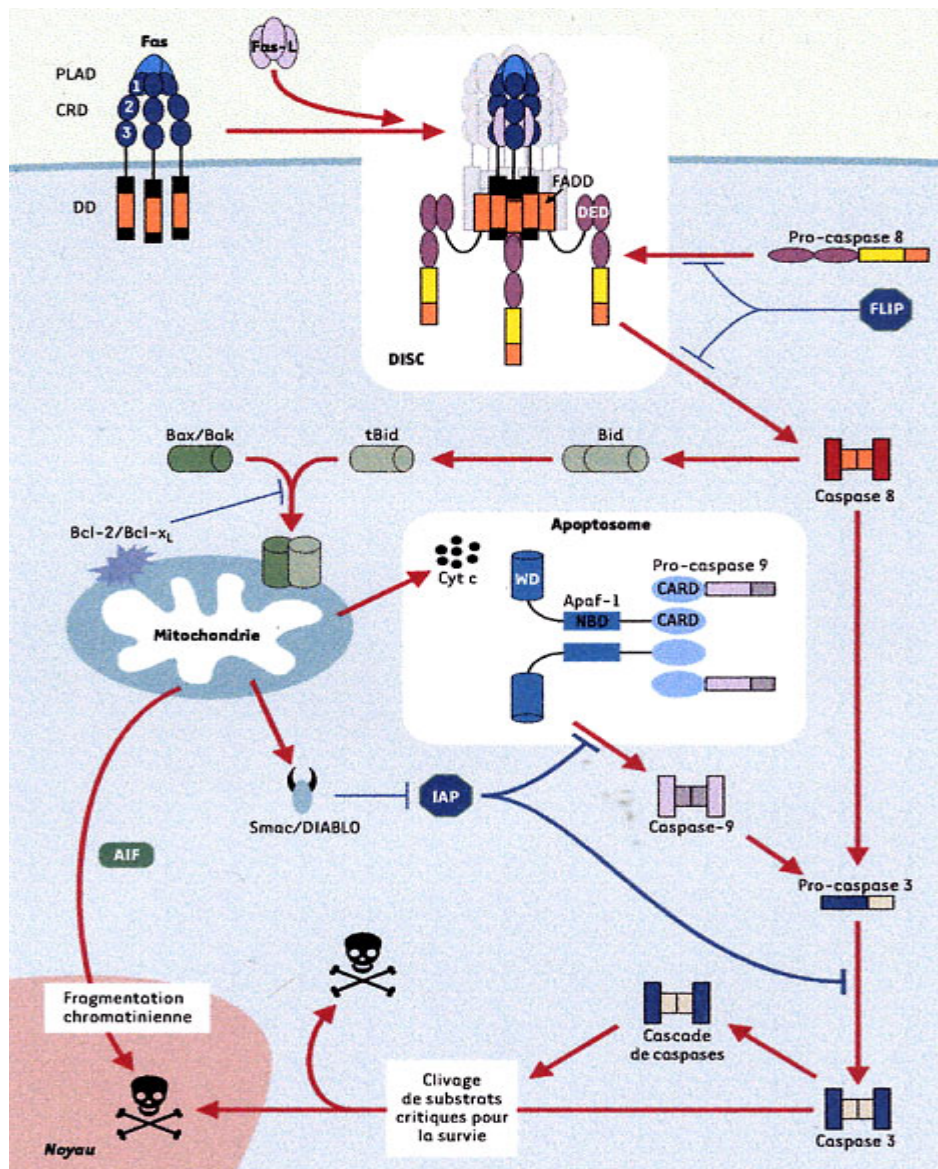 Fas
Fas-L
PLAD
1
CRD
2
3
DD
FADD
DED
Pro-caspase 8
FLIP
DISC
Bax/Bak
tBid
Bid
Caspase 8
Bcl-2/Bcl-xL
Apoptosome
Cyt c
WD
Pro-caspase 9
CARD
Apaf-1
NBD
CARD
Mitochondrie
IAP
Smac/DIABLO
Caspase-9
AIF
Pro-caspase 3
Fragmentation
chromatinienne
Cascade
de caspases
Clivage
de substrats
critiques pour
la survie
Caspase 3
Noyau